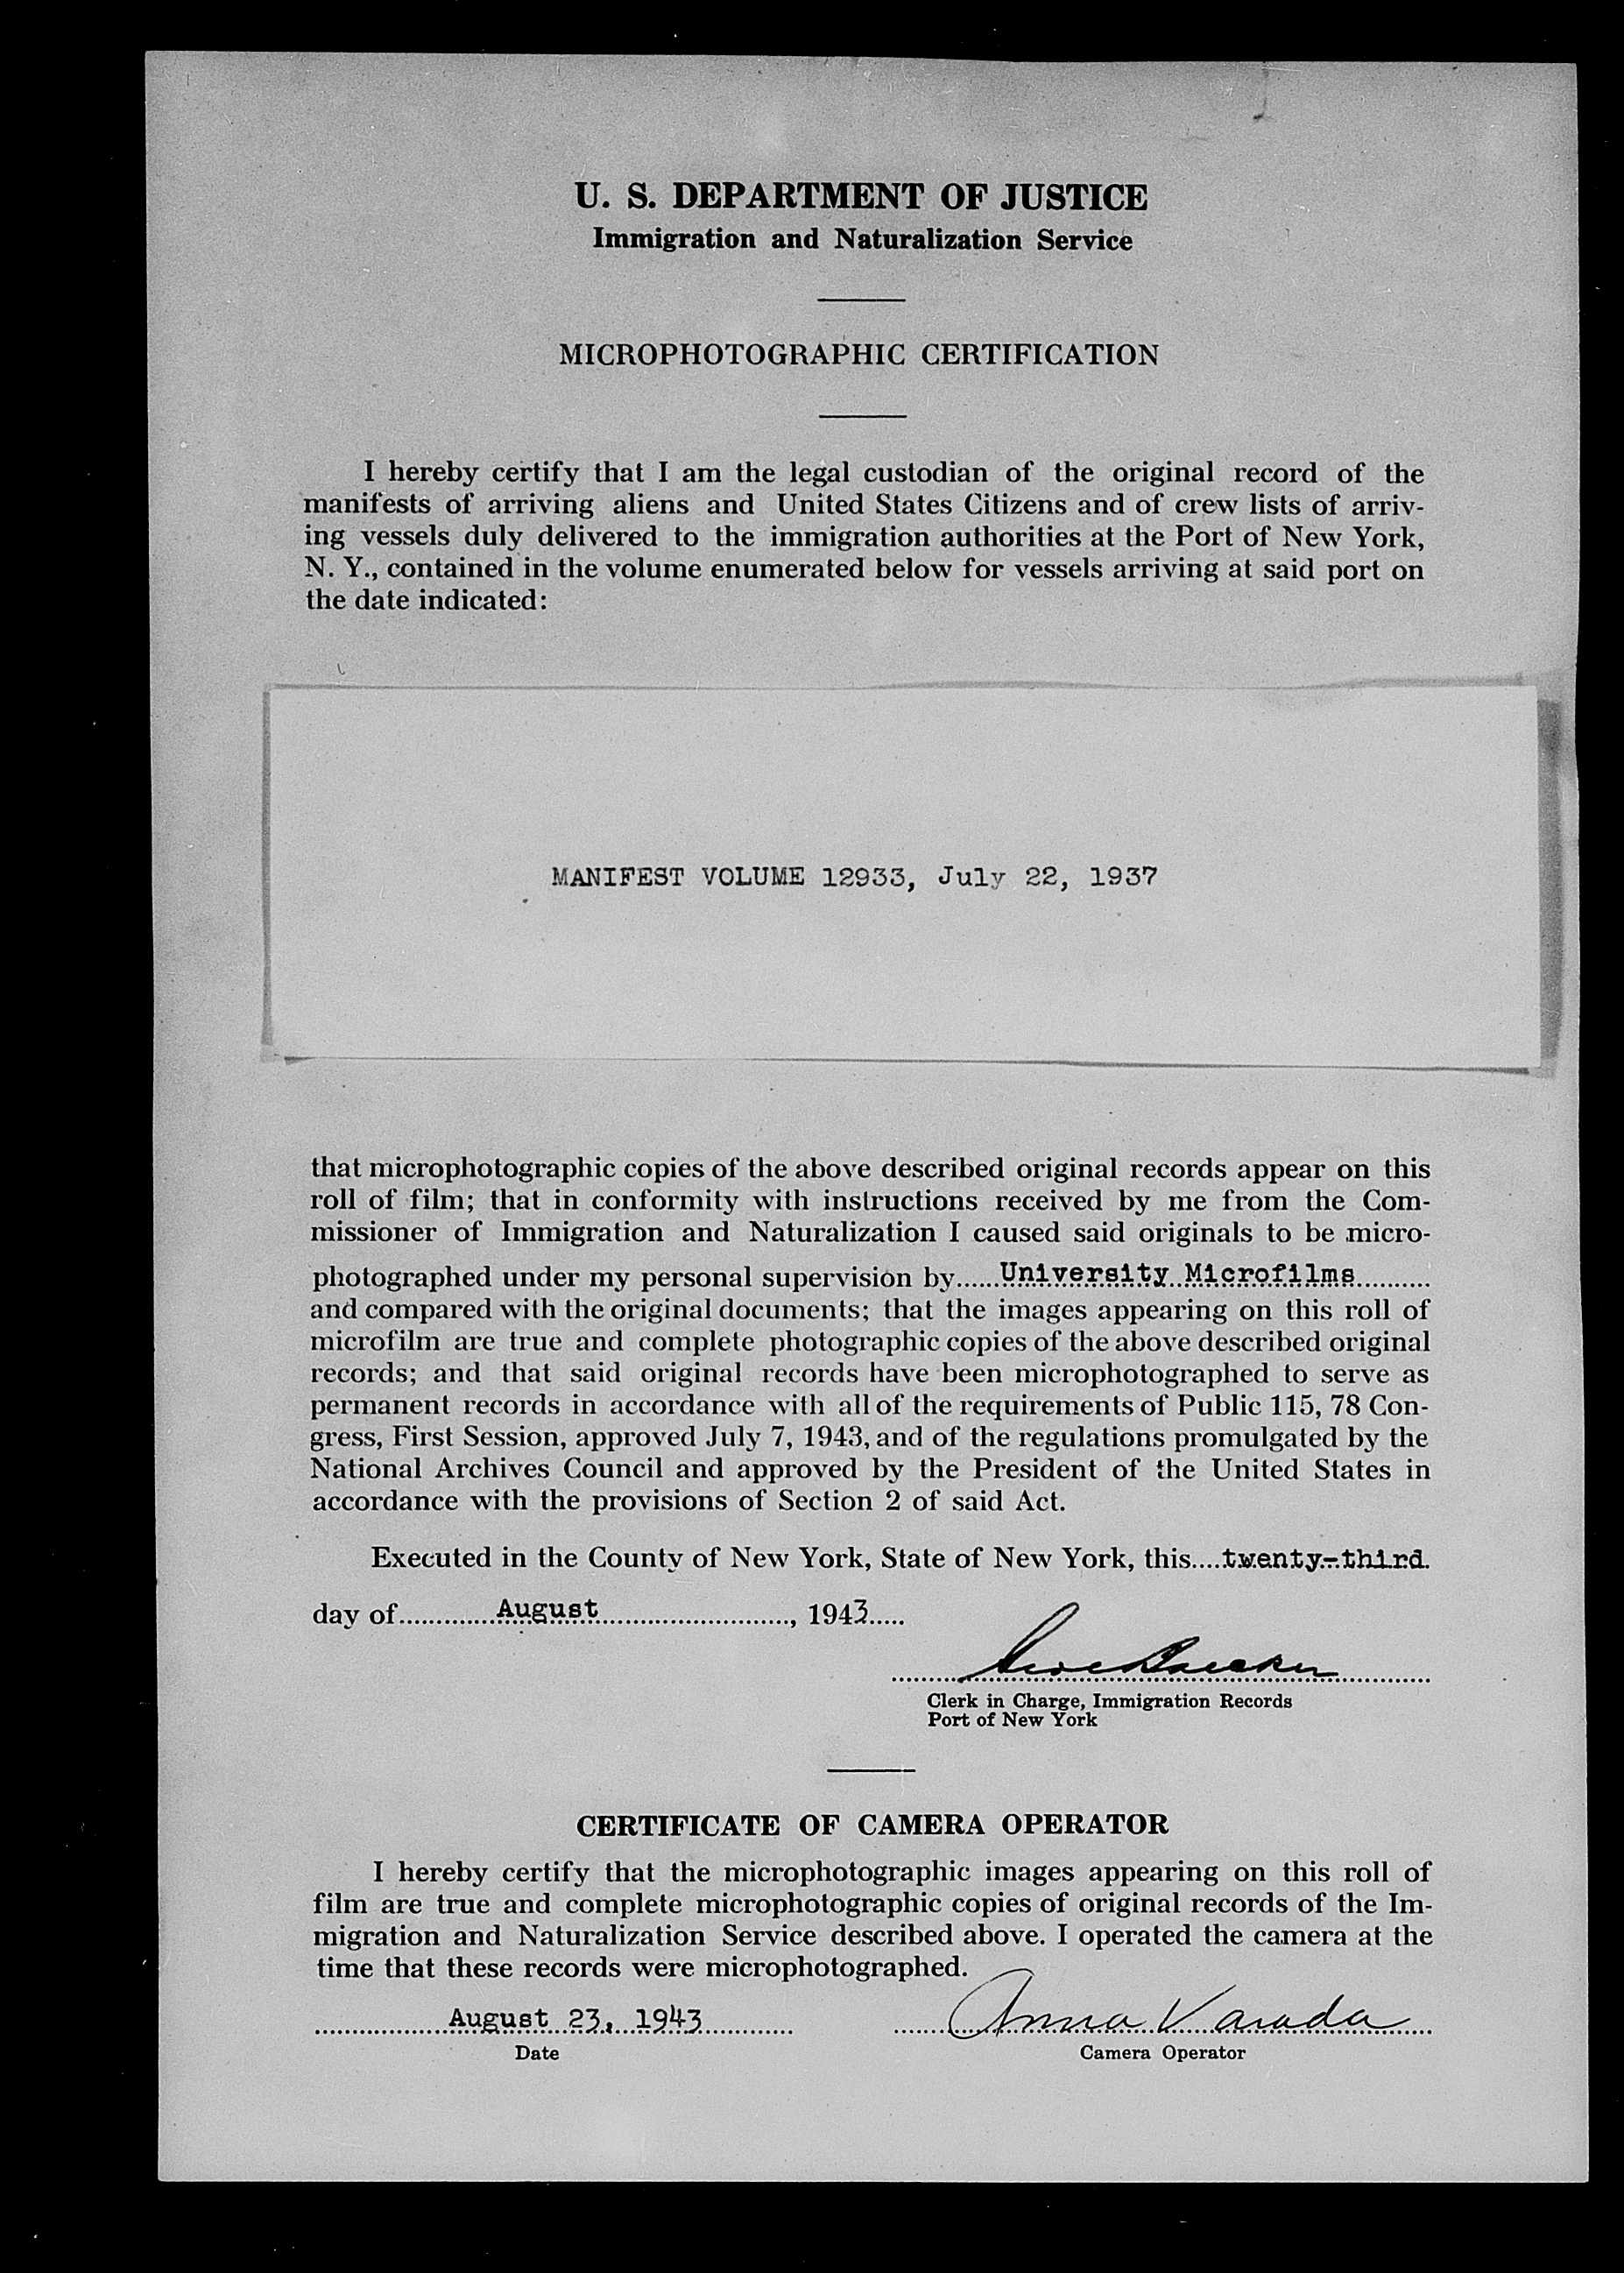 U. S. DEPARTMENT OF JUSTICE
Immigration and Naturalization Service
MICROPHOTOGRAPHIC CERTIFICATION
I hereby certify that I am the legal custodian of the original record of the
manifests of arriving aliens and United States Citizens and of crew lists of arriv-
ing vessels duly delivered to the immigration authorities at the Port of New York,
N. Y., contained in the volume enumerated below for vessels arriving at said port on
the date indicated:
MANIFEST VOLUME 12933, July 22, 1937
that microphotographic copies of the above described original records appear on this
roll of film; that in conformity with instructions received by me from the Com-
missioner of Immigration and Naturalization I caused said originals to be micro-
photographed under my personal supervision by......University Microfilms..........
and compared with the original documents; that the images appearing on this roll of
microfilm are true and complete photographic copies of the above described original
records; and that said original records have been microphotographed to serve as
permanent records in accordance with all of the requirements of Public 115, 78 Con-
gress, First Session, approved July 7, 1943, and of the regulations promulgated by the
National Archives Council and approved by the President of the United States in
accordance with the provisions of Section 2 of said Act.
Executed in the County of New York, State of New York, this....twenty-third.
day of.............August.........................., 1943.....
Clerk in Charge, Immigration Records
Port of New York
CERTIFICATE OF CAMERA OPERATOR
I hereby certify that the microphotographic images appearing on this roll of
film are true and complete microphotographic copies of original records of the Im-
migration and Naturalization Service described above. I operated the camera at the
time that these records were microphotographed.
August 23, 1943 Anna Varada
Date Camera Operator